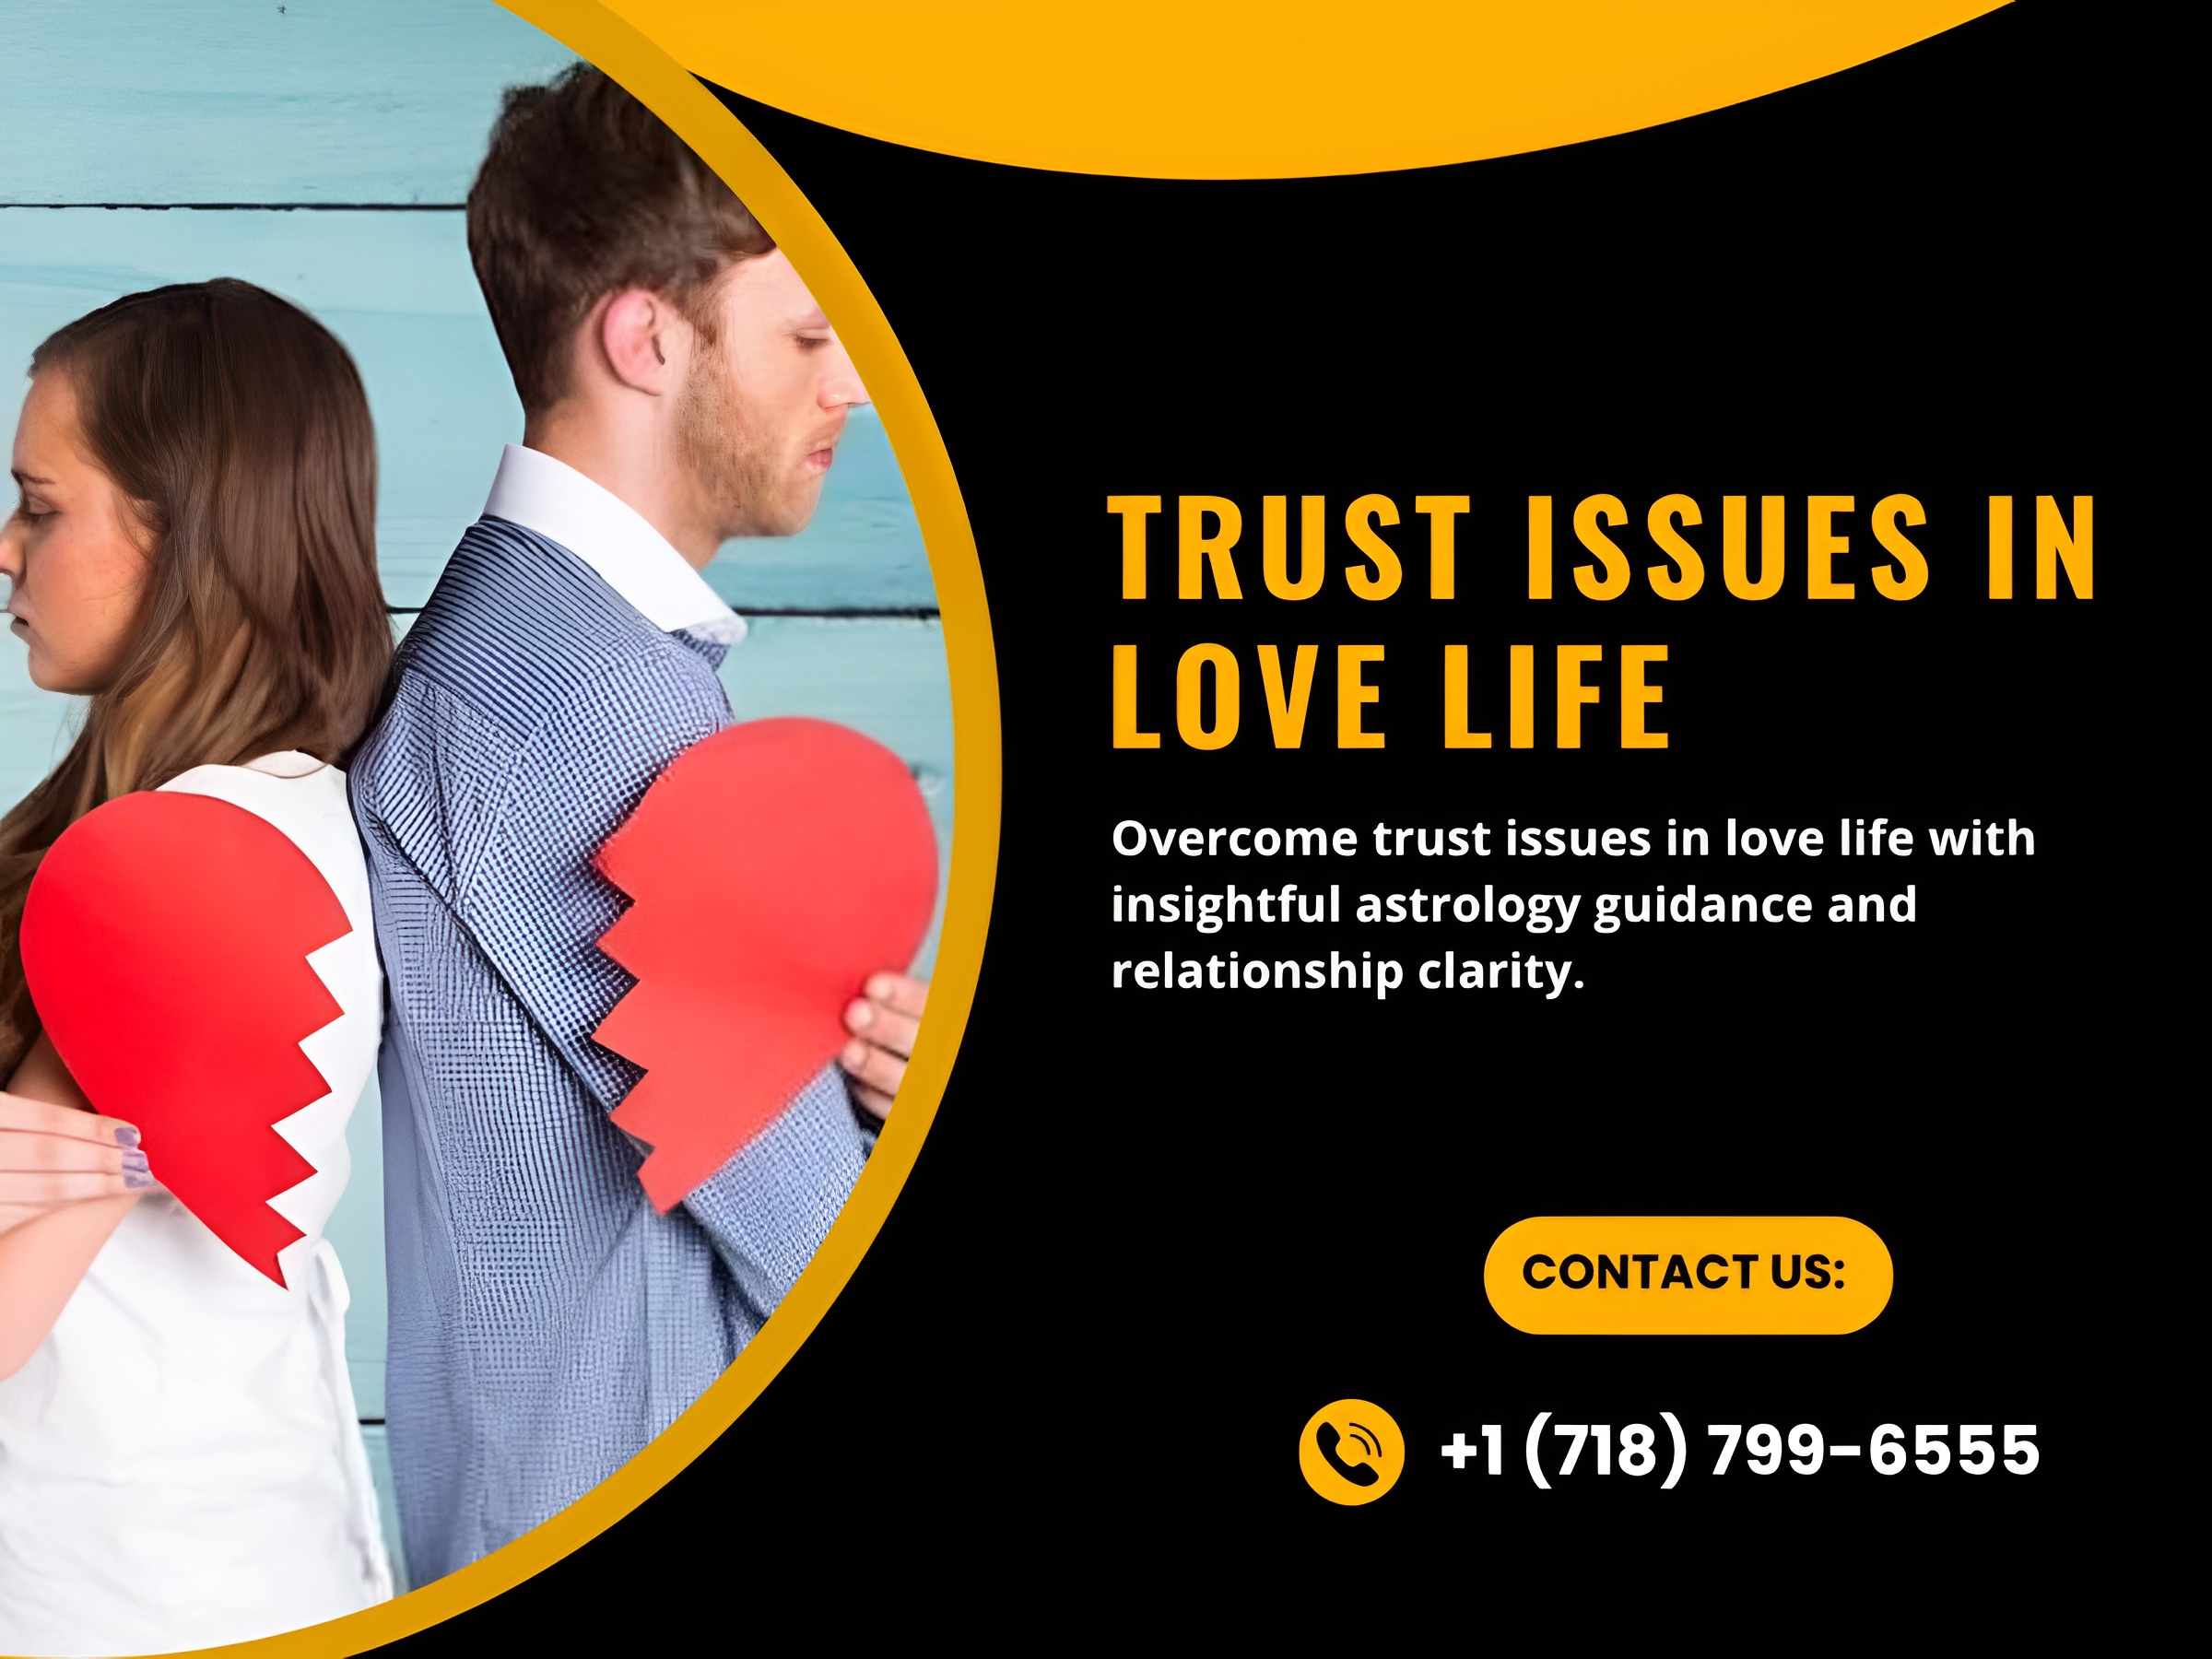 TRUST ISSUES IN
LOVE LIFE
Overcome trust issues in love life with
insightful astrology guidance and
relationship clarity.
CONTACT US:
+1 (718) 799-6555